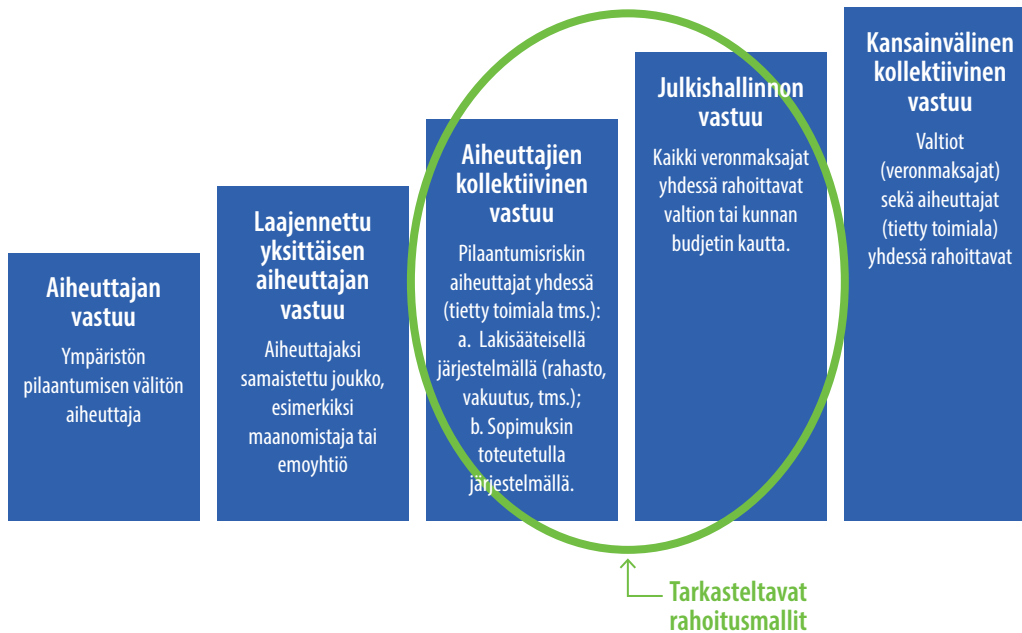 Aiheuttajan
vastuu
Ympäristön
pilaantumisen välitön
aiheuttaja
Laajennettu
yksittäisen
aiheuttajan
vastuu
Aiheuttajaksi
samaistettu joukko,
esimerkiksi
maanomistaja tai
emoyhtiö
Aiheuttajien
kollektiivinen
vastuu
Pilaantumisriskin
aiheuttajat yhdessä
(tietty toimiala tms.):
a. Lakisääteisellä
järjestelmällä (rahasto,
vakuutus, tms.);
b. Sopimuksin
toteutetulla
järjestelmällä.
Julkishallinnon
vastuu
Kaikki veronmaksajat
yhdessä rahoittavat
valtion tai kunnan
budjetin kautta.
Kansainvälinen
kollektiivinen
vastuu
Valtiot
(veronmaksajat)
sekä aiheuttajat
(tietty toimiala)
yhdessä rahoittavat
Tarkasteltavat
rahoitusmallit